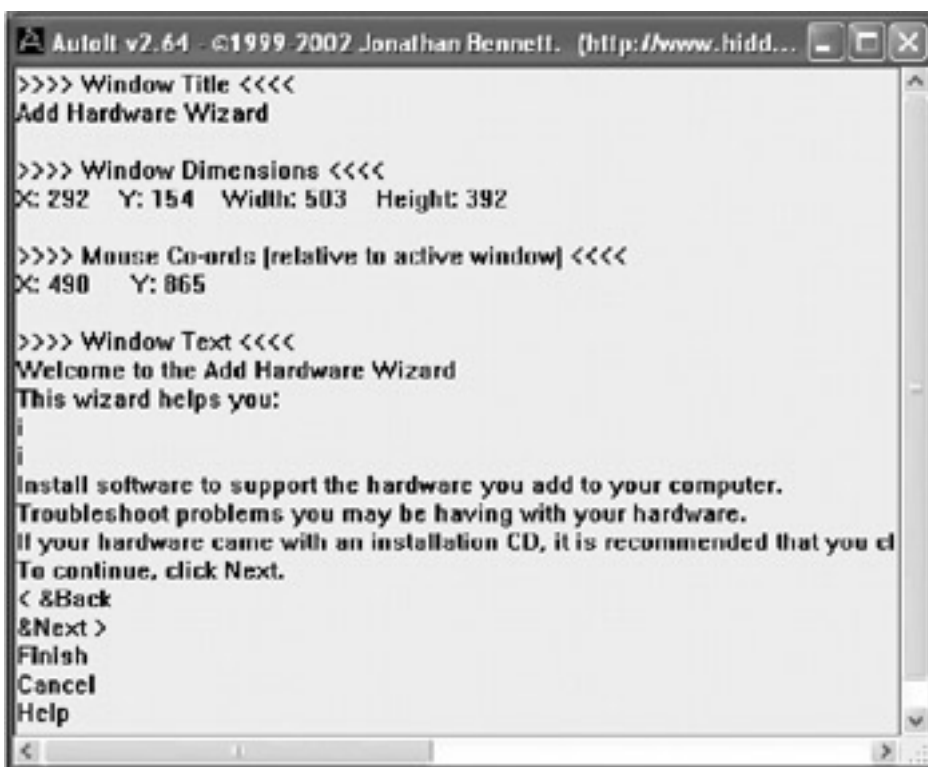 AutoIt v2.64 - ©1999-2002 Jonathan Bennett. (http://www.hidd...
>>>> Window Title <<<<
Add Hardware Wizard
>>>> Window Dimensions <<<<
X: 292 Y: 154 Width: 503 Height: 392
>>>> Mouse Co-ords (relative to active window) <<<<
X: 490 Y: 865
>>>> Window Text <<<<
Welcome to the Add Hardware Wizard
This wizard helps you:
i
i
Install software to support the hardware you add to your computer.
Troubleshoot problems you may be having with your hardware.
If your hardware came with an installation CD, it is recommended that you cl
To continue, click Next.
< &Back
&Next >
Finish
Cancel
Help